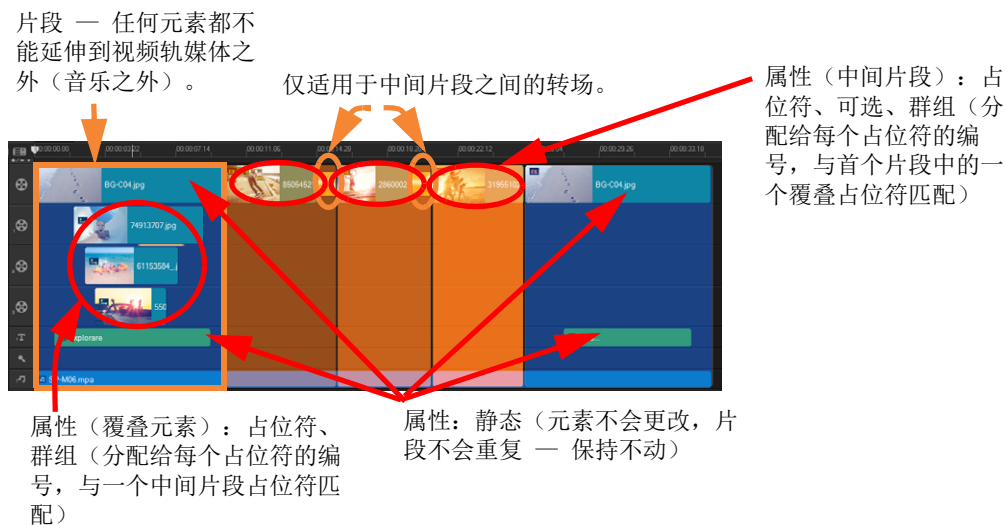 片段 — 任何元素都不
能延伸到视频轨媒体之
外（音乐之外）。
仅适用于中间片段之间的转场。
属性（中间片段）：占
位符、可选、群组（分
配给每个占位符的编
号，与首个片段中的一
个覆叠占位符匹配）
00:00:00.00 00:00:03.22 00:00:07.14 00:00:11.06 00:00:14.28 00:00:18.20 00:00:22.12 00:00:29.26 00:00:33.18
BG-C04.jpg 8505452 2860002 3195510 BG-C04.jpg
74913707.jpg
61153584_j
550
xplorare
SP-M06.mpa
属性（覆叠元素）：占位符、
群组（分配给每个占位符的编
号，与一个中间片段占位符匹
配）
属性：静态（元素不会更改，片
段不会重复 — 保持不动）